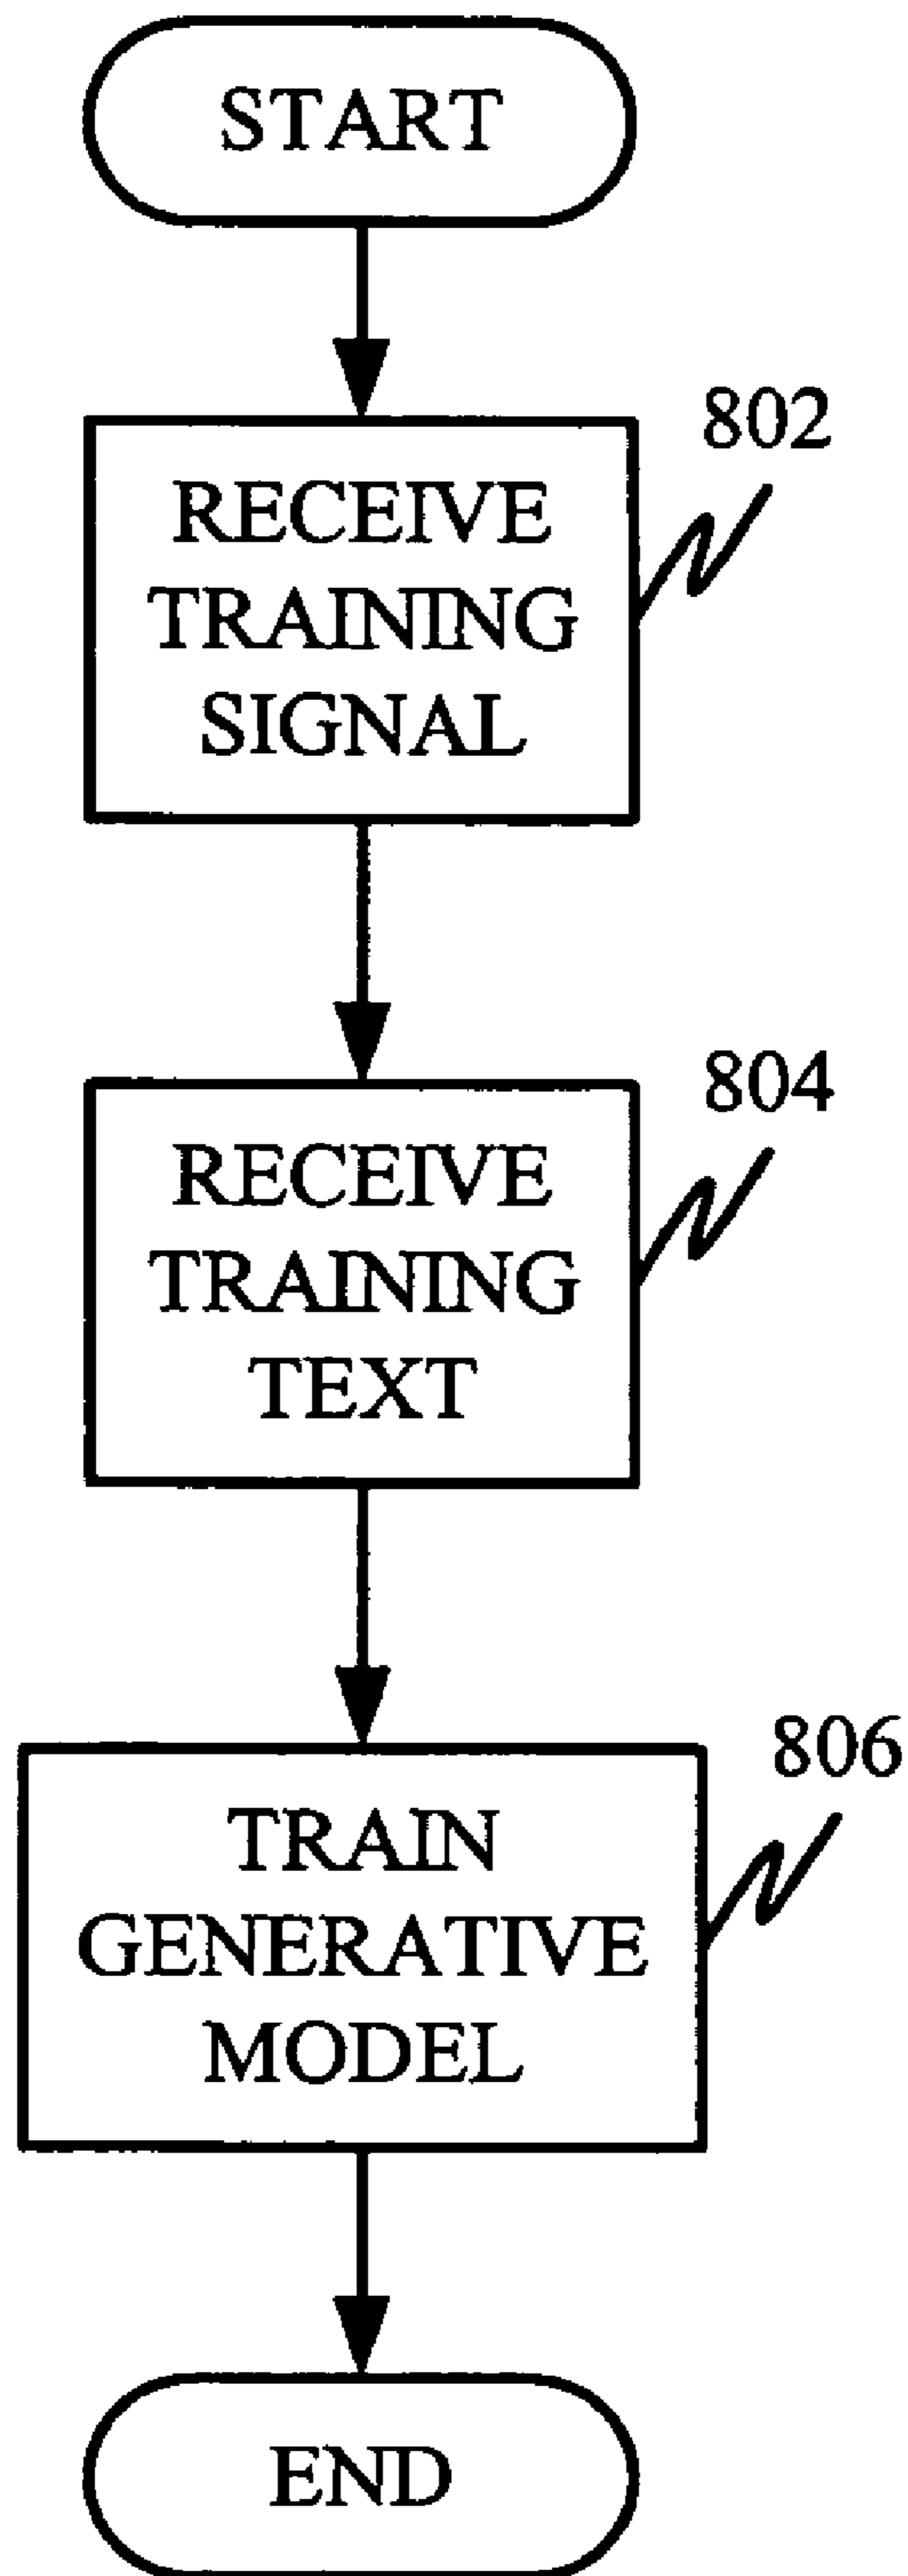 START
802
RECEIVE
TRAINING
SIGNAL
804
RECEIVE
TRAINING
TEXT
806
TRAIN
GENERATIVE
MODEL
END